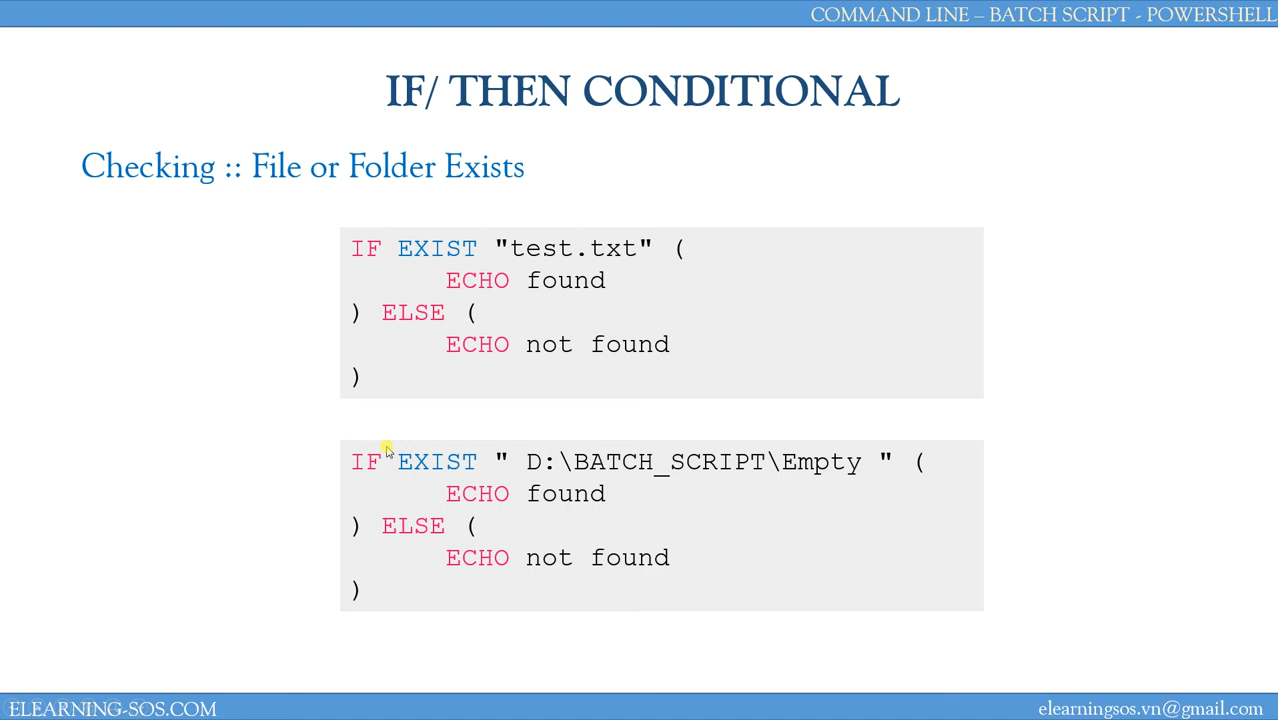 COMMAND LINE – BATCH SCRIPT - POWERSHELL
IF/ THEN CONDITIONAL
Checking :: File or Folder Exists
IF EXIST "test.txt" (
ECHO found
) ELSE (
ECHO not found
)
IF EXIST " D:\BATCH_SCRIPT\Empty " (
ECHO found
) ELSE (
ECHO not found
)
ELEARNING-SOS.COM
elearningsos.vn@gmail.com